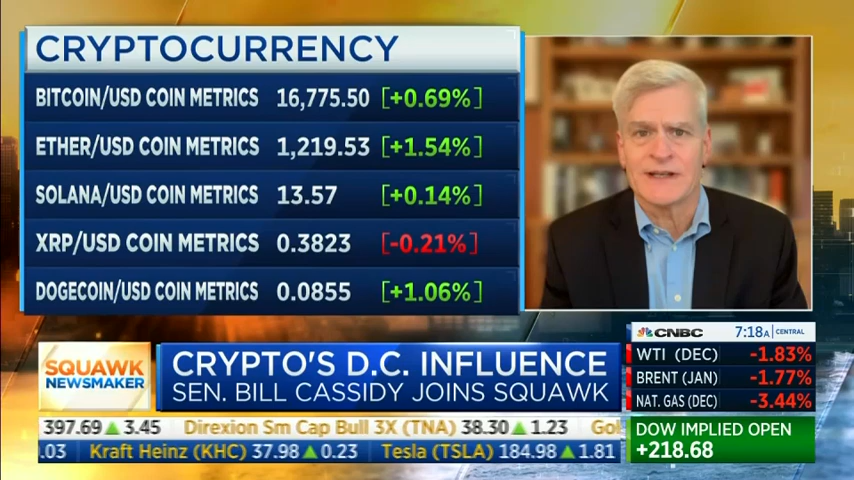 CRYPTOCURRENCY
BITCOIN/USD COIN METRICS 16,775.50 [+0.69%]
ETHER/USD COIN METRICS 1,219.53 [+1.54%]
SOLANA/USD COIN METRICS 13.57 [+0.14%]
XRP/USD COIN METRICS 0.3823 [-0.21%]
DOGECOIN/USD COIN METRICS 0.0855 [+1.06%]
SQUAWK
NEWSMAKER
CRYPTO'S D.C. INFLUENCE
SEN. BILL CASSIDY JOINS SQUAWK
CNBC 7:18A CENTRAL
WTI (DEC) -1.83%
BRENT (JAN) -1.77%
NAT. GAS (DEC) -3.44%
DOW IMPLIED OPEN
+218.68
397.69 ▲ 3.45 Direxion Sm Cap Bull 3X (TNA) 38.30 ▲ 1.23
.03 Kraft Heinz (KHC) 37.98 ▲ 0.23 Tesla (TSLA) 184.98 ▲ 1.81